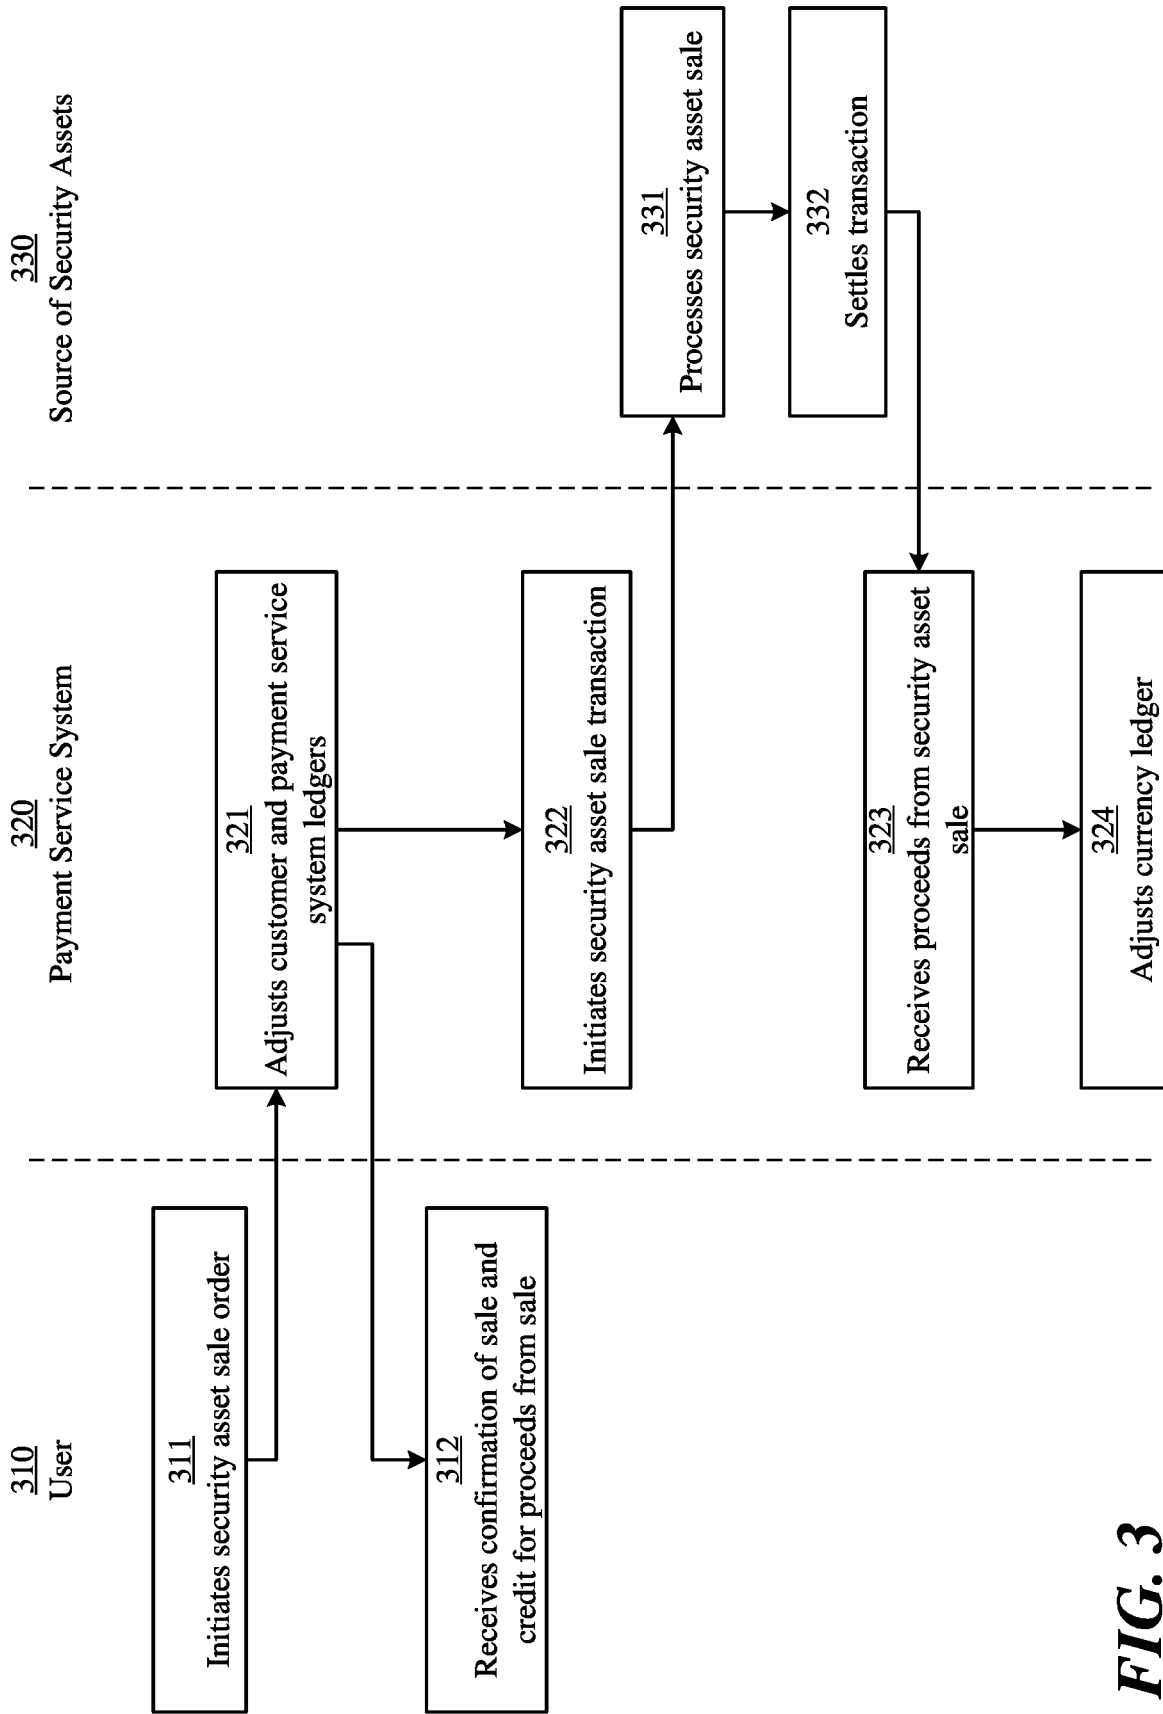 310
User
320
Payment Service System
330
Source of Security Assets
311
Initiates security asset sale order
321
Adjusts customer and payment service
system ledgers
312
Receives confirmation of sale and
credit for proceeds from sale
322
Initiates security asset sale transaction
331
Processes security asset sale
332
Settles transaction
323
Receives proceeds from security asset
sale
324
Adjusts currency ledger
FIG. 3